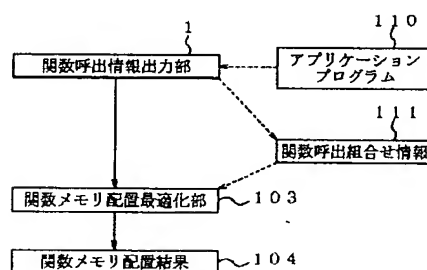 110
1
アプリケーション
プログラム
関数呼出情報出力部
111
関数呼出組合せ情報
関数メモリ配置最適化部
103
関数メモリ配置結果
104